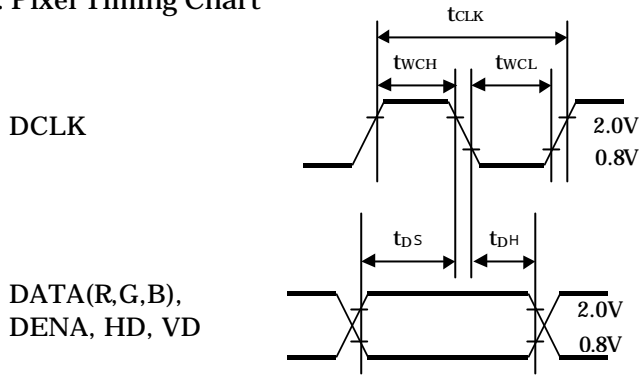 . Pixel Timing Chart
tCLK
tWCH tWCL
DCLK
2.0V
0.8V
tDS tDH
DATA(R,G,B),
DENA, HD, VD
2.0V
0.8V